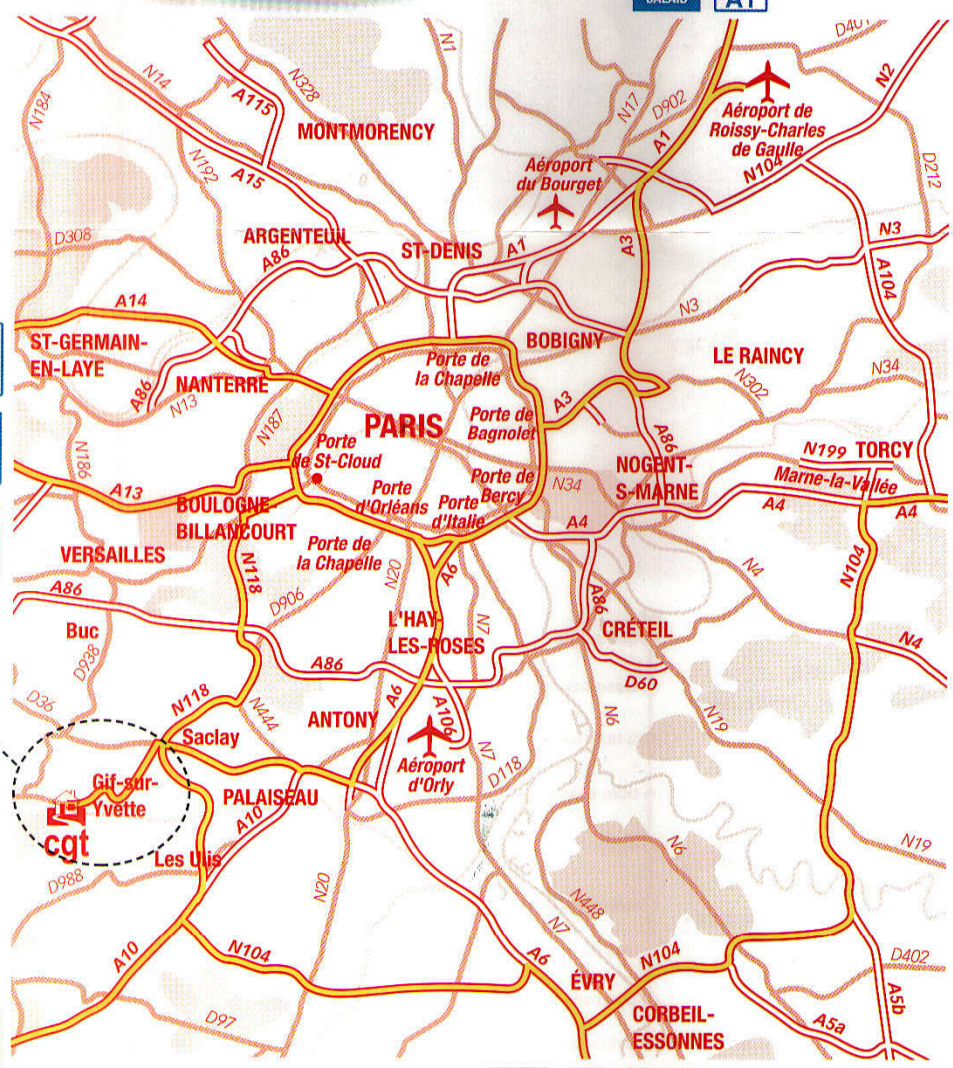 CALAIS
A1
D401
N1
N14
N328
N184
A115
N17
D902
N2
MONTMORENCY
Aéroport de
Roissy-Charles
de Gaulle
A1
N192
A15
Aéroport
du Bourget
N104
D212
D308
ARGENTEUIL
A86
ST-DENIS
A1
A3
N3
A104
A14
N3
ST-GERMAIN-
EN-LAYE
BOBIGNY
LE RAINCY
Porte de
la Chapelle
N34
A86
NANTERRE
N13
N302
N187
PARIS
Porte de
Bagnolet
A3
A86
Porte
de St-Cloud
N186
NOGENT-
S-MARNE
N199
TORCY
Marne-la-Vallée
Porte de
Bercy
N34
A13
BOULOGNE-
BILLANCOURT
Porte
d'Orléans
Porte
d'Italie
A4
A4
A4
VERSAILLES
Porte de
la Chapelle
N118
N20
A6
N4
N104
A86
D906
A86
Buc
L'HAY-
LES-ROSES
N7
CRÉTEIL
N4
D938
A86
D60
D36
N118
N444
ANTONY
A6
A106
N6
N19
Saclay
N7
Aéroport
d'Orly
D118
Gif-sur-
Yvette
PALAISEAU
cgt
A10
Les Ulis
N6
N19
D988
N20
N448
N7
A10
N104
A6
N104
D402
ÉVRY
D97
CORBEIL-
ESSONNES
A5a
A5b